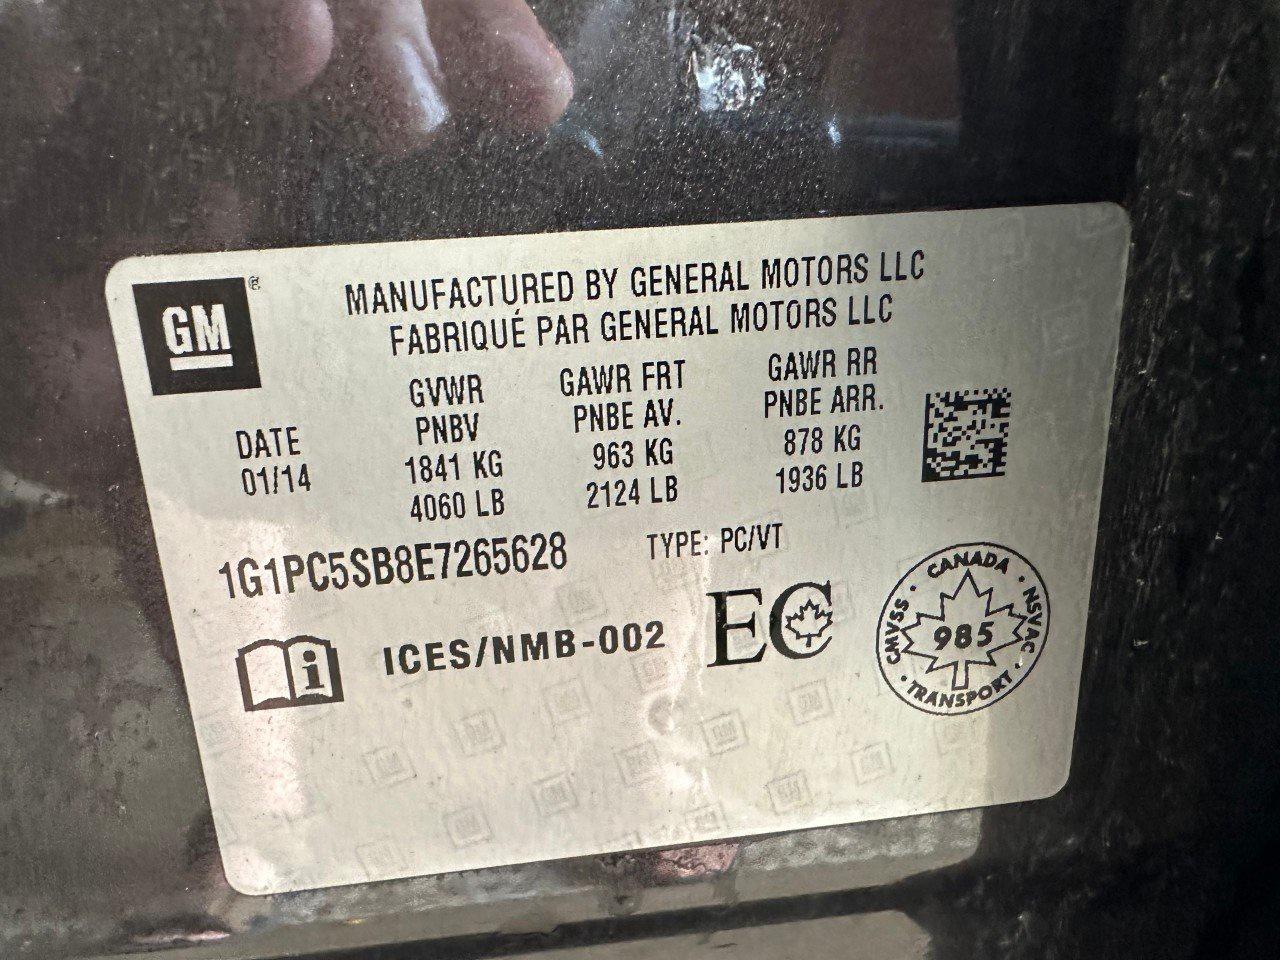 GM
MANUFACTURED BY GENERAL MOTORS LLC
FABRIQUÉ PAR GENERAL MOTORS LLC
DATE
01/14
GVWR
PNBV
1841 KG
4060 LB
GAWR FRT
PNBE AV.
963 KG
2124 LB
GAWR RR
PNBE ARR.
878 KG
1936 LB
1G1PC5SB8E7265628
TYPE: PC/VT
i
ICES/NMB-002
EC
CANADA · NSVAC · TRANSPORT · CMVSS ·
985